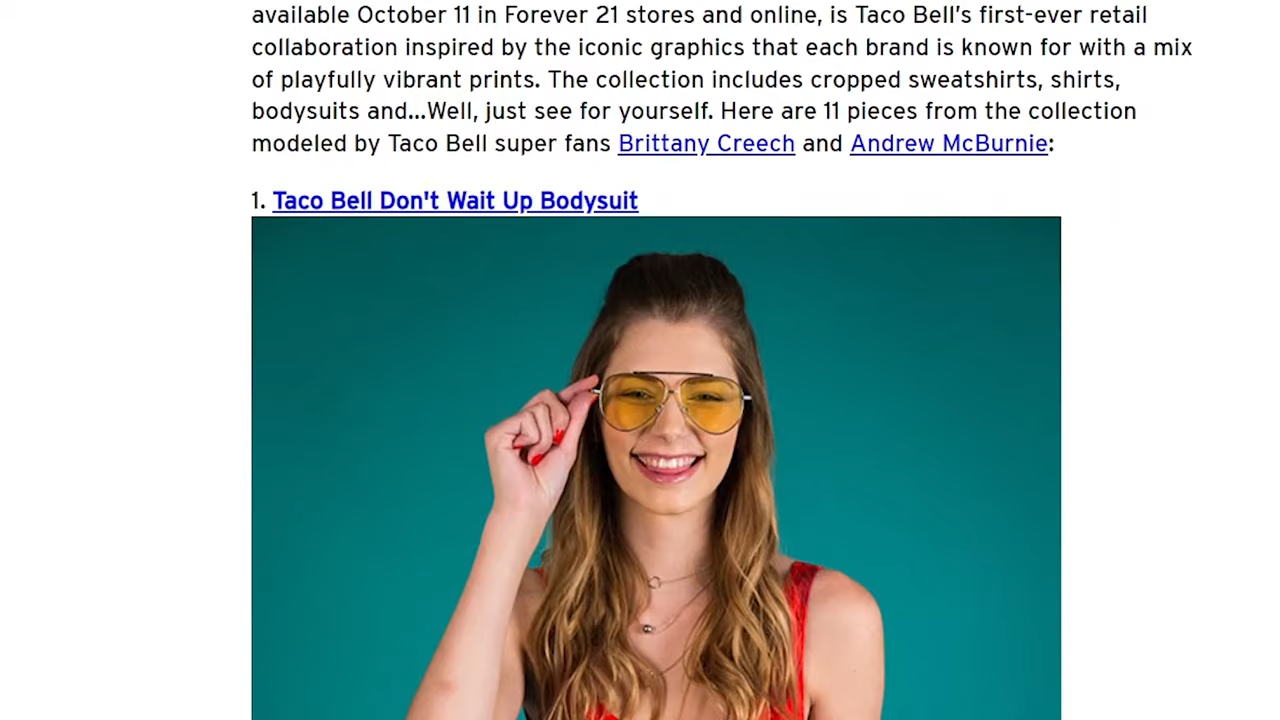 available October 11 in Forever 21 stores and online, is Taco Bell’s first-ever retail
collaboration inspired by the iconic graphics that each brand is known for with a mix
of playfully vibrant prints. The collection includes cropped sweatshirts, shirts,
bodysuits and...Well, just see for yourself. Here are 11 pieces from the collection
modeled by Taco Bell super fans Brittany Creech and Andrew McBurnie:
1. Taco Bell Don't Wait Up Bodysuit